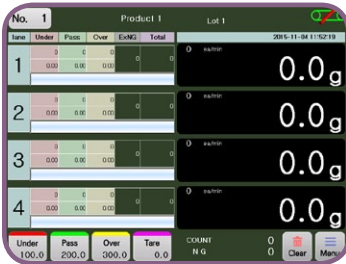 No. 1 Product 1 Lot 1
lane Under Pass Over ExNG Total 2015-11-04 11:52:19
1 0 0 0 0 0 0 ea/min 0.0 g
0.00 0.00 0.00
2 0 0 0 0 0 0 ea/min 0.0 g
0.00 0.00 0.00
3 0 0 0 0 0 0 ea/min 0.0 g
0.00 0.00 0.00
4 0 0 0 0 0 0 ea/min 0.0 g
0.00 0.00 0.00
Under Pass Over Tare COUNT 0
100.0 200.0 300.0 0.0 NG 0 Clear Menu